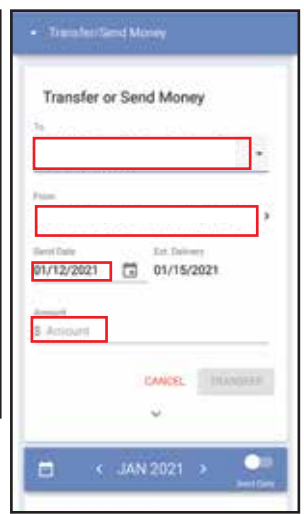 Transfer/Send Money
Transfer or Send Money
To
From
Send Date Est. Delivery
01/12/2021 01/15/2021
Amount
$ Amount
CANCEL TRANSFER
JAN 2021
Send Date